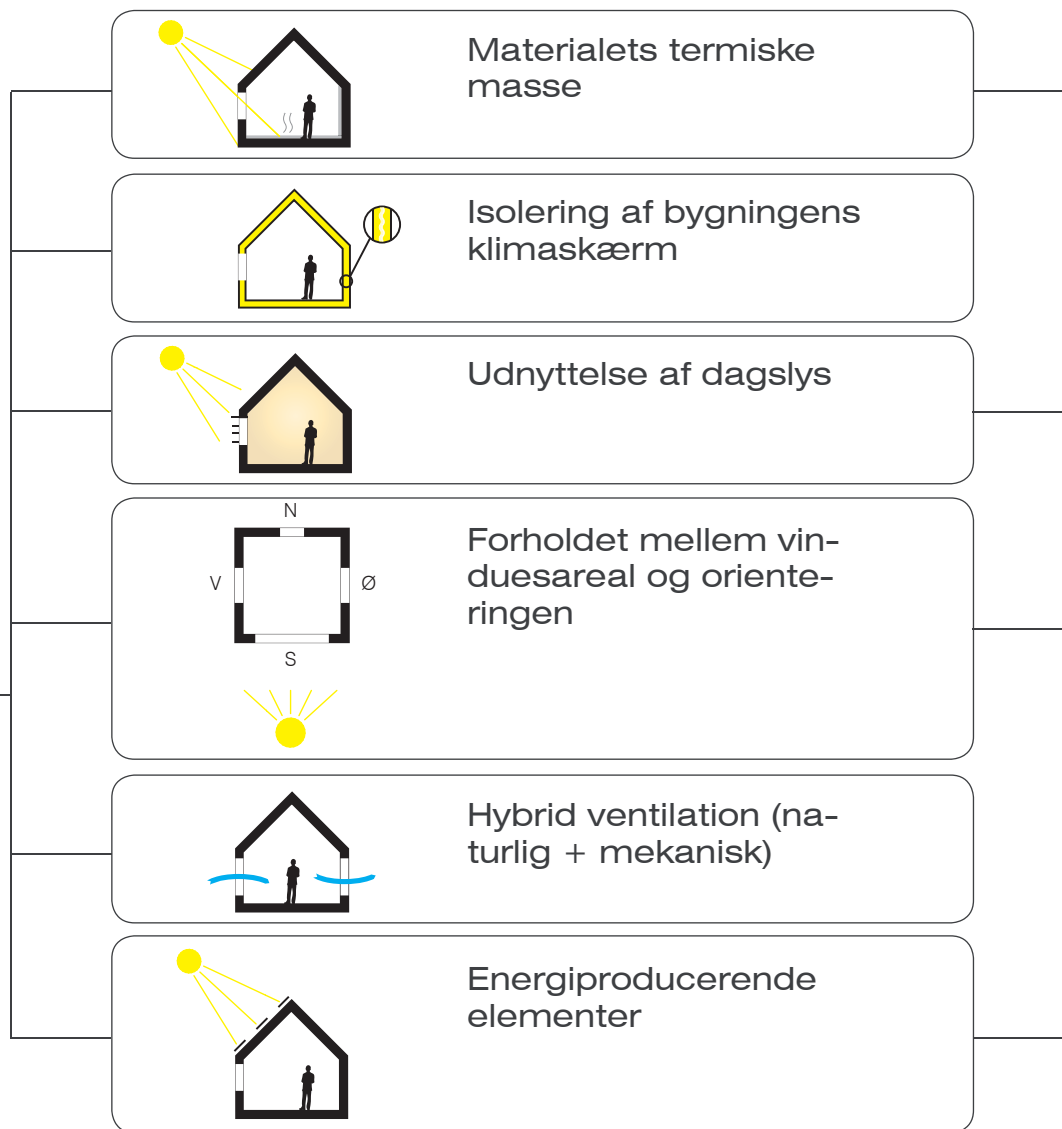 Materialets termiske
masse
Isolering af bygningens
klimaskærm
Udnyttelse af dagslys
N
V
Ø
S
Forholdet mellem vin-
duesareal og oriente-
ringen
Hybrid ventilation (na-
turlig + mekanisk)
Energiproducerende
elementer